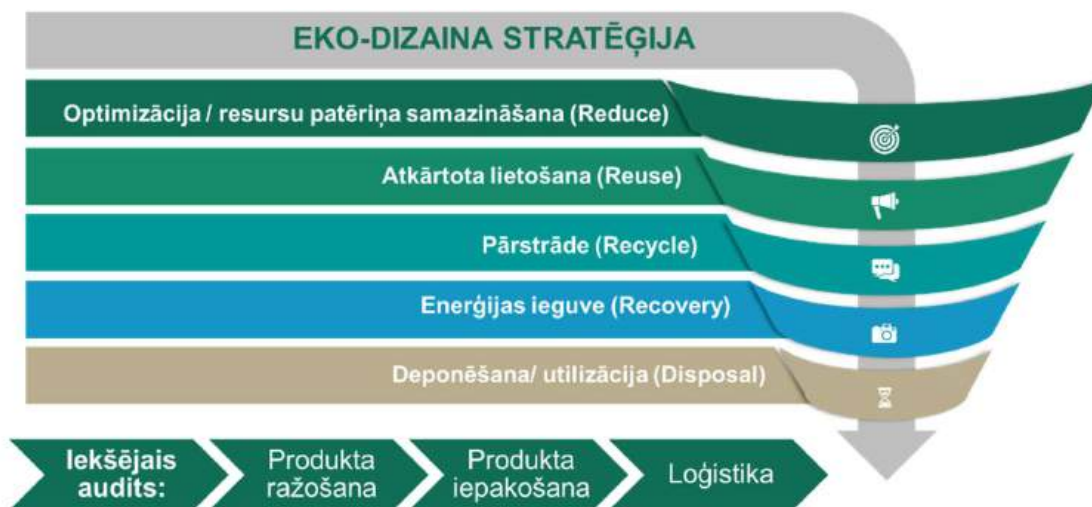 EKO-DIZAINA STRATĒĢIJA
Optimizācija / resursu patēriņa samazināšana (Reduce)
Atkārtota lietošana (Reuse)
Pārstrāde (Recycle)
Enerģijas ieguve (Recovery)
Deponēšana/ utilizācija (Disposal)
Iekšējais
audits:
Produkta
ražošana
Produkta
iepakošana
Loģistika